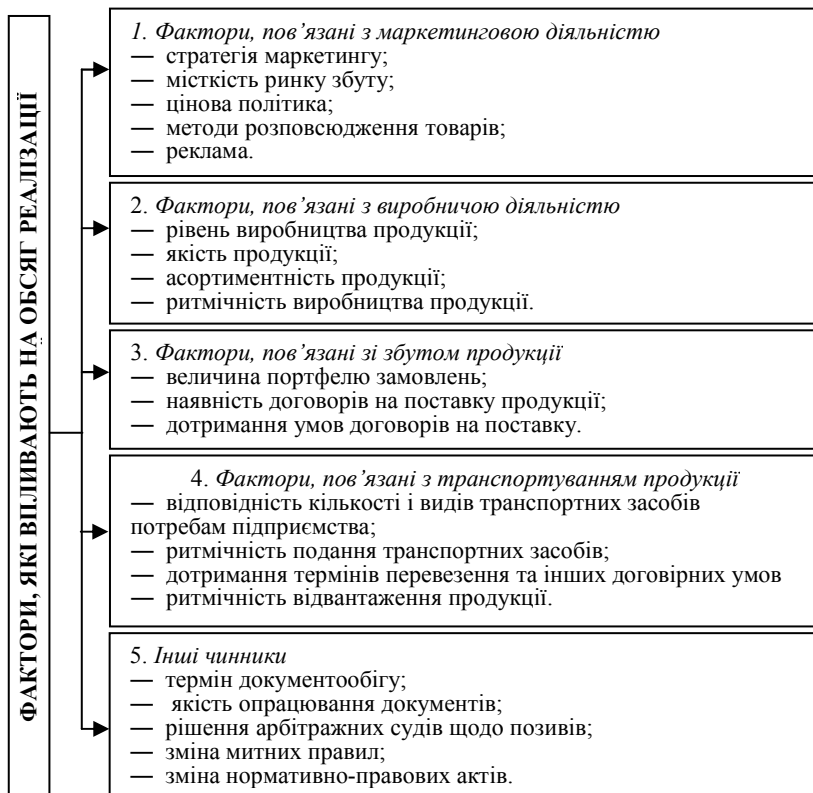 ФАКТОРИ, ЯКІ ВПЛИВАЮТЬ НА ОБСЯГ РЕАЛІЗАЦІЇ
1. Фактори, пов’язані з маркетинговою діяльністю
— стратегія маркетингу;
— місткість ринку збуту;
— цінова політика;
— методи розповсюдження товарів;
— реклама.
2. Фактори, пов’язані з виробничою діяльністю
— рівень виробництва продукції;
— якість продукції;
— асортиментність продукції;
— ритмічність виробництва продукції.
3. Фактори, пов’язані зі збутом продукції
— величина портфелю замовлень;
— наявність договорів на поставку продукції;
— дотримання умов договорів на поставку.
4. Фактори, пов’язані з транспортуванням продукції
— відповідність кількості і видів транспортних засобів
потребам підприємства;
— ритмічність подання транспортних засобів;
— дотримання термінів перевезення та інших договірних умов
— ритмічність відвантаження продукції.
5. Інші чинники
— термін документообігу;
— якість опрацювання документів;
— рішення арбітражних судів щодо позивів;
— зміна митних правил;
— зміна нормативно-правових актів.